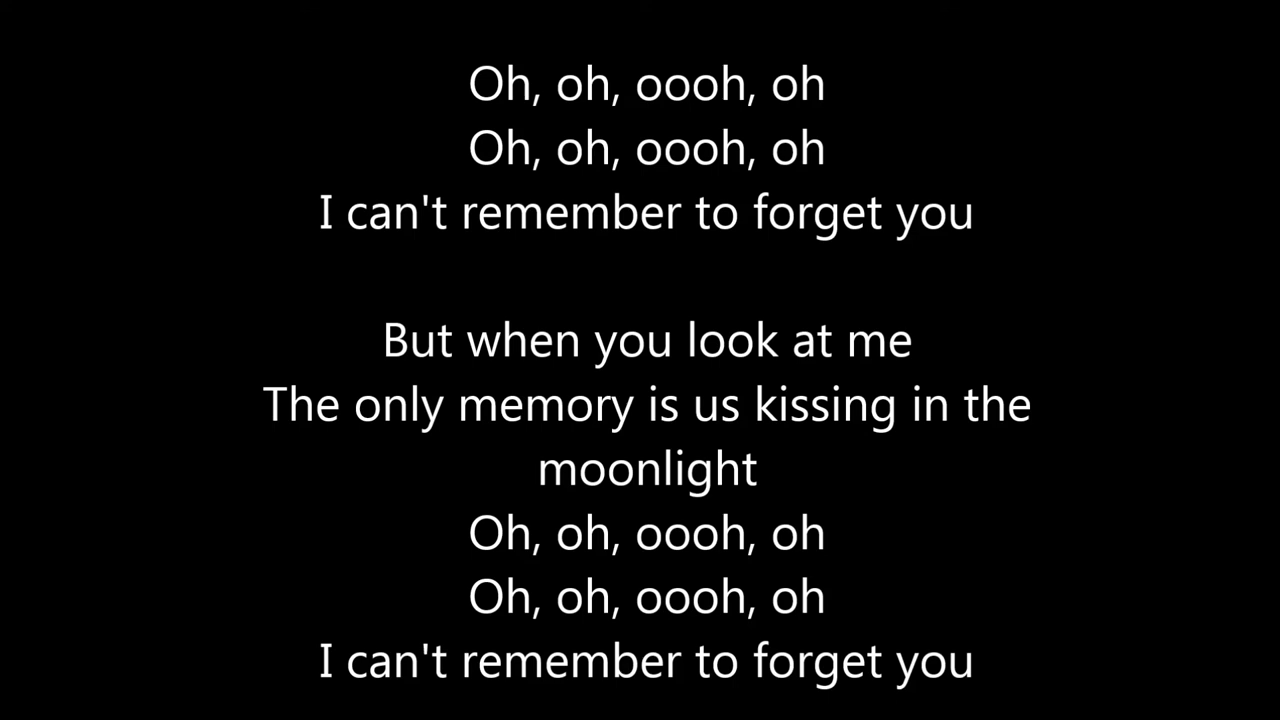 Oh, oh, oooh, oh
Oh, oh, oooh, oh
I can't remember to forget you
But when you look at me
The only memory is us kissing in the
moonlight
Oh, oh, oooh, oh
Oh, oh, oooh, oh
I can't remember to forget you